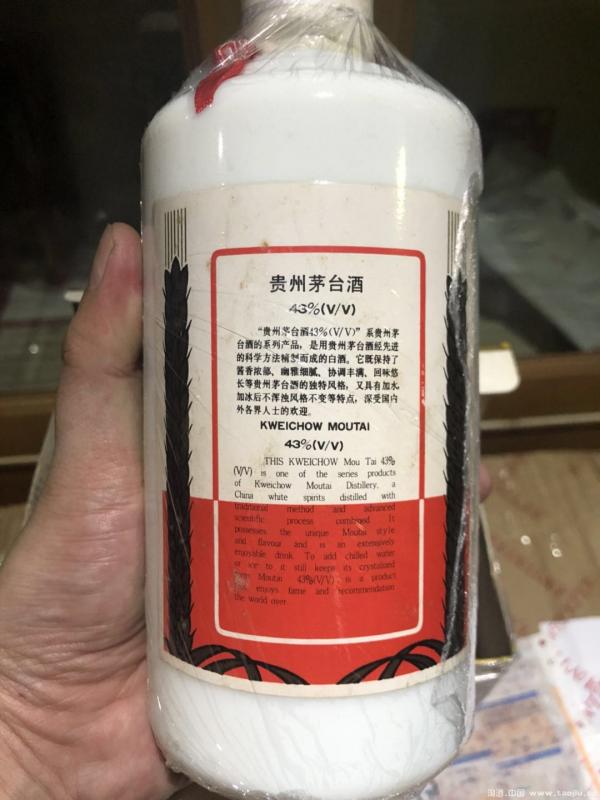 贵州茅台酒
43%(V/V)
“贵州茅台酒43%(V/V)”系贵州茅
台酒的系列产品，是用贵州茅台酒经先进
的科学方法精制而成的白酒。它既保持了
酱香浓郁、幽雅细腻、协调丰满、回味悠
长等贵州茅台酒的独特风格，又具有加水
加冰后不浑浊风格不变等特点，深受国内
外各界人士的欢迎。
KWEICHOW MOUTAI
43%(V/V)
THIS KWEICHOW Mou Tai 43%
(V/V) is one of the series products
of Kweichow Moutai Distillery, a
China white spirits distilled with
traditional method and advanced
scientific process combined It
possesses the unique Moutai style
and flavour and is an extensively
enjoyable drink. To add chilled water
or ice to it still keeps its crystalized
Moutai 43%(V/V) is a product
enjoys fame and recommendation
the world over
淘酒.中国 www.taojiu.c